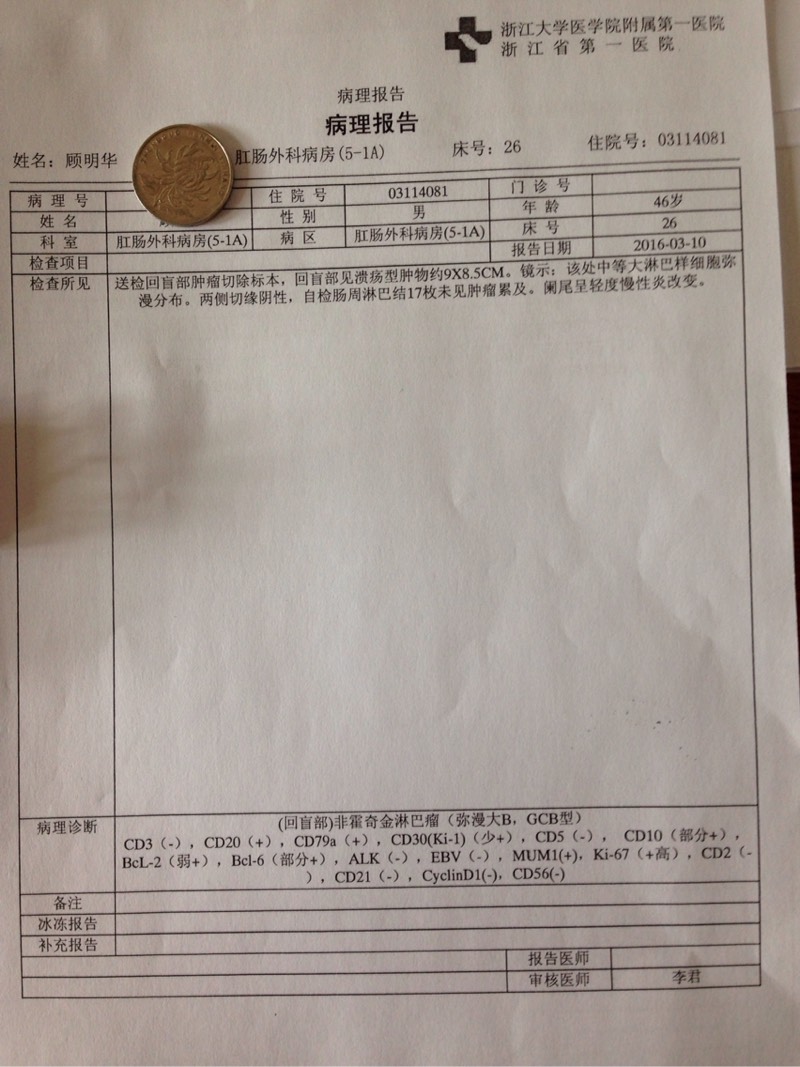 浙江大学医学院附属第一医院
浙江省第一医院
病理报告
病理报告
姓名：顾明华 肛肠外科病房(5-1A) 床号：26 住院号：03114081
病理号 住院号 03114081 门诊号
姓名 性别 男 年龄 46岁
科室 肛肠外科病房(5-1A) 病区 肛肠外科病房(5-1A) 床号 26
报告日期 2016-03-10
检查项目
检查所见 送检回盲部肿瘤切除标本，回盲部见溃疡型肿物约9X8.5CM。镜示：该处中等大淋巴样细胞弥
漫分布。两侧切缘阴性，自检肠周淋巴结17枚未见肿瘤累及。阑尾呈轻度慢性炎改变。
病理诊断 (回盲部)非霍奇金淋巴瘤（弥漫大B，GCB型）
CD3（-），CD20（+），CD79a（+），CD30(Ki-1)（少+），CD5（-）， CD10（部分+），
BcL-2（弱+），Bcl-6（部分+），ALK（-），EBV（-），MUM1(+)，Ki-67（+高），CD2（-
），CD21（-），CyclinD1(-)，CD56(-)
备注
冰冻报告
补充报告
报告医师
审核医师 李君